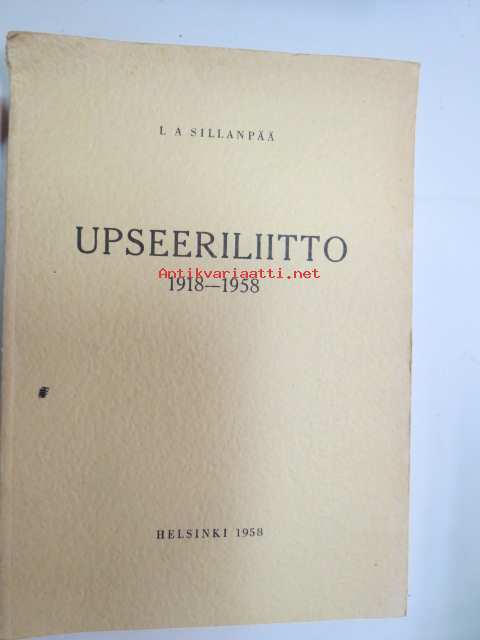 L A SILLANPÄÄ
UPSEERILIITTO
Antikvariaatti.net
1918—1958
HELSINKI 1958